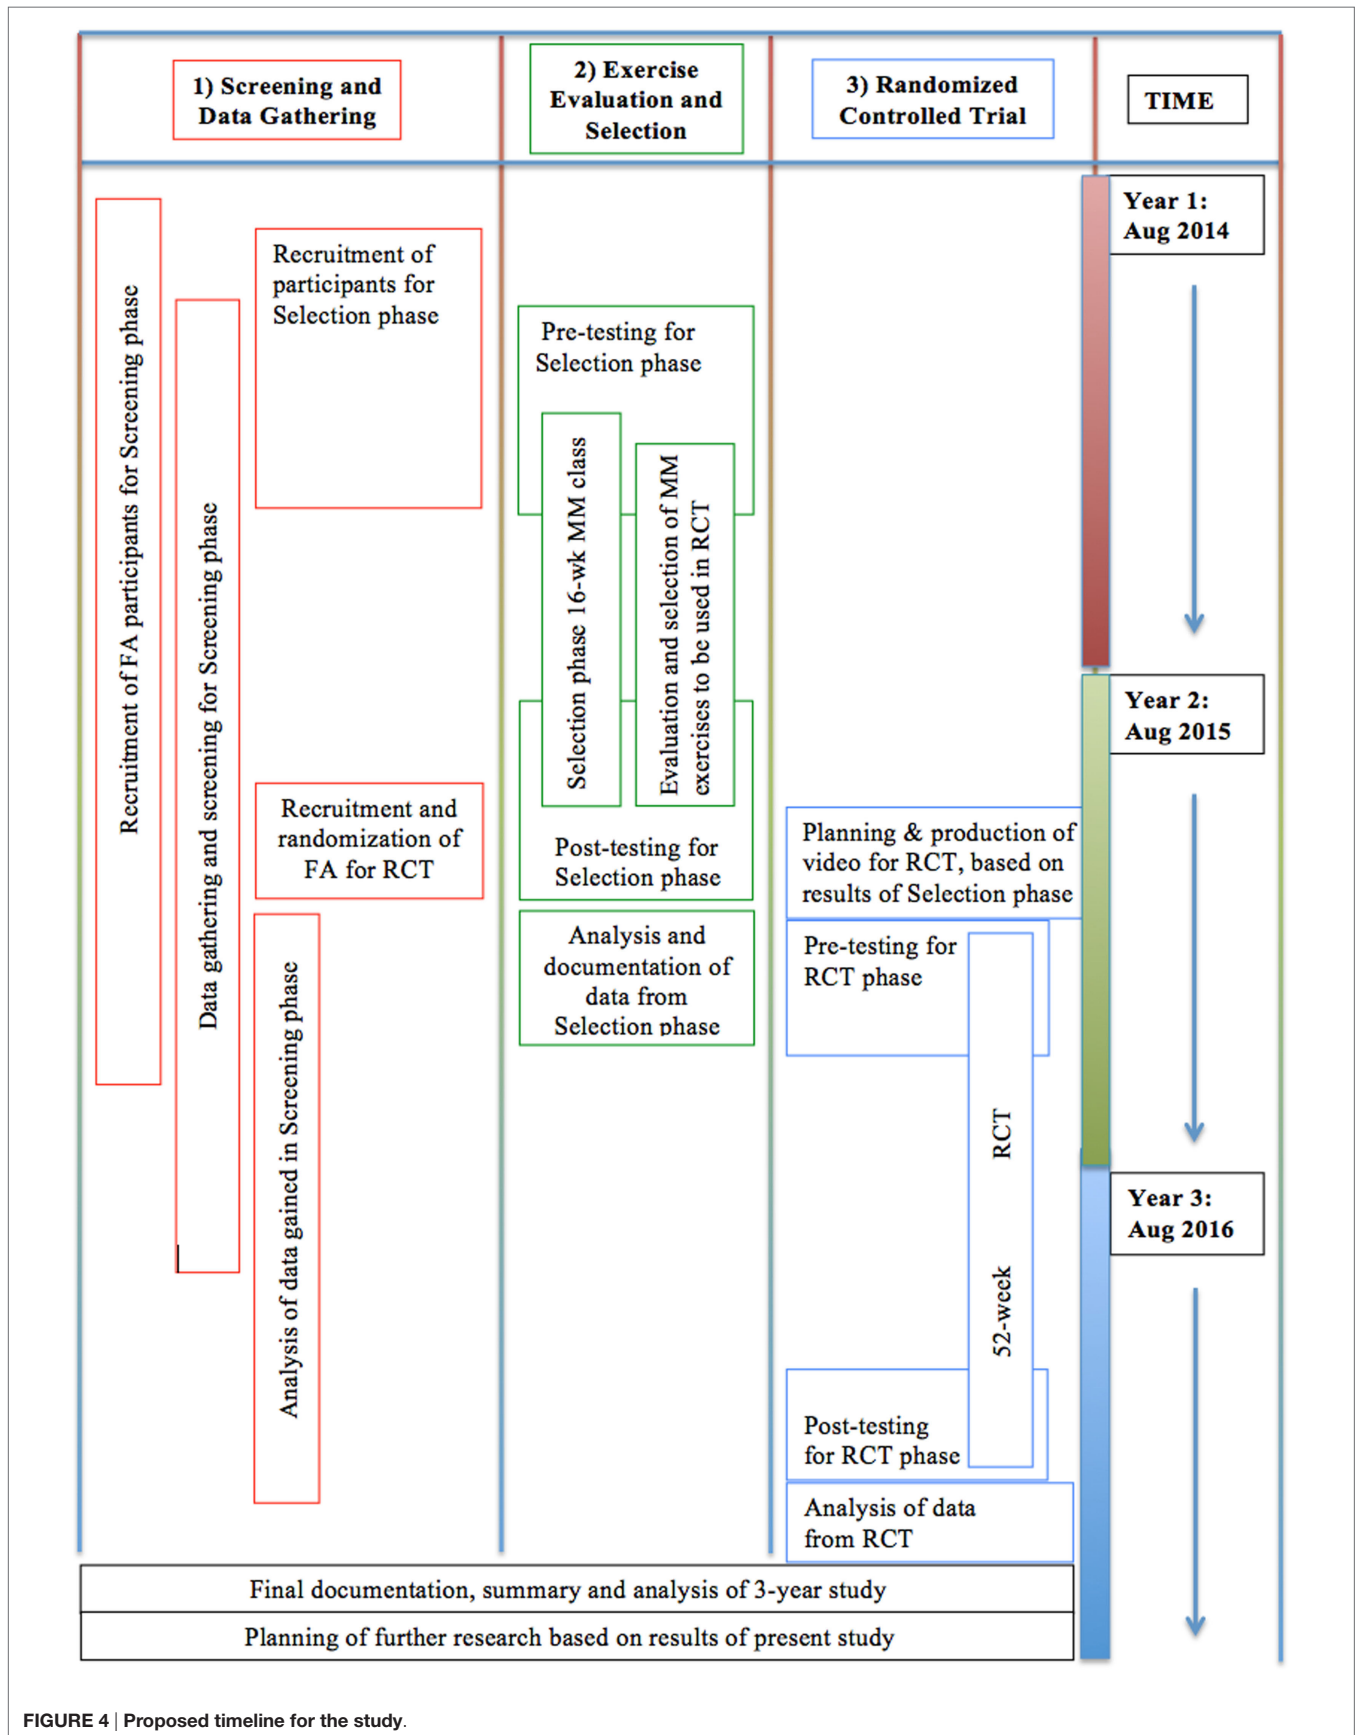 1) Screening and
Data Gathering
2) Exercise
Evaluation and
Selection
3) Randomized
Controlled Trial
TIME
Recruitment of FA participants for Screening phase
Data gathering and screening for Screening phase
Recruitment of
participants for
Selection phase
Recruitment and
randomization of
FA for RCT
Analysis of data gained in Screening phase
Pre-testing for
Selection phase
Selection phase 16-wk MM class
Evaluation and selection of MM
exercises to be used in RCT
Post-testing for
Selection phase
Analysis and
documentation of
data from
Selection phase
Planning & production of
video for RCT, based on
results of Selection phase
Pre-testing for
RCT phase
52-week RCT
Post-testing
for RCT phase
Analysis of data
from RCT
Year 1:
Aug 2014
Year 2:
Aug 2015
Year 3:
Aug 2016
Final documentation, summary and analysis of 3-year study
Planning of further research based on results of present study
FIGURE 4 | Proposed timeline for the study.